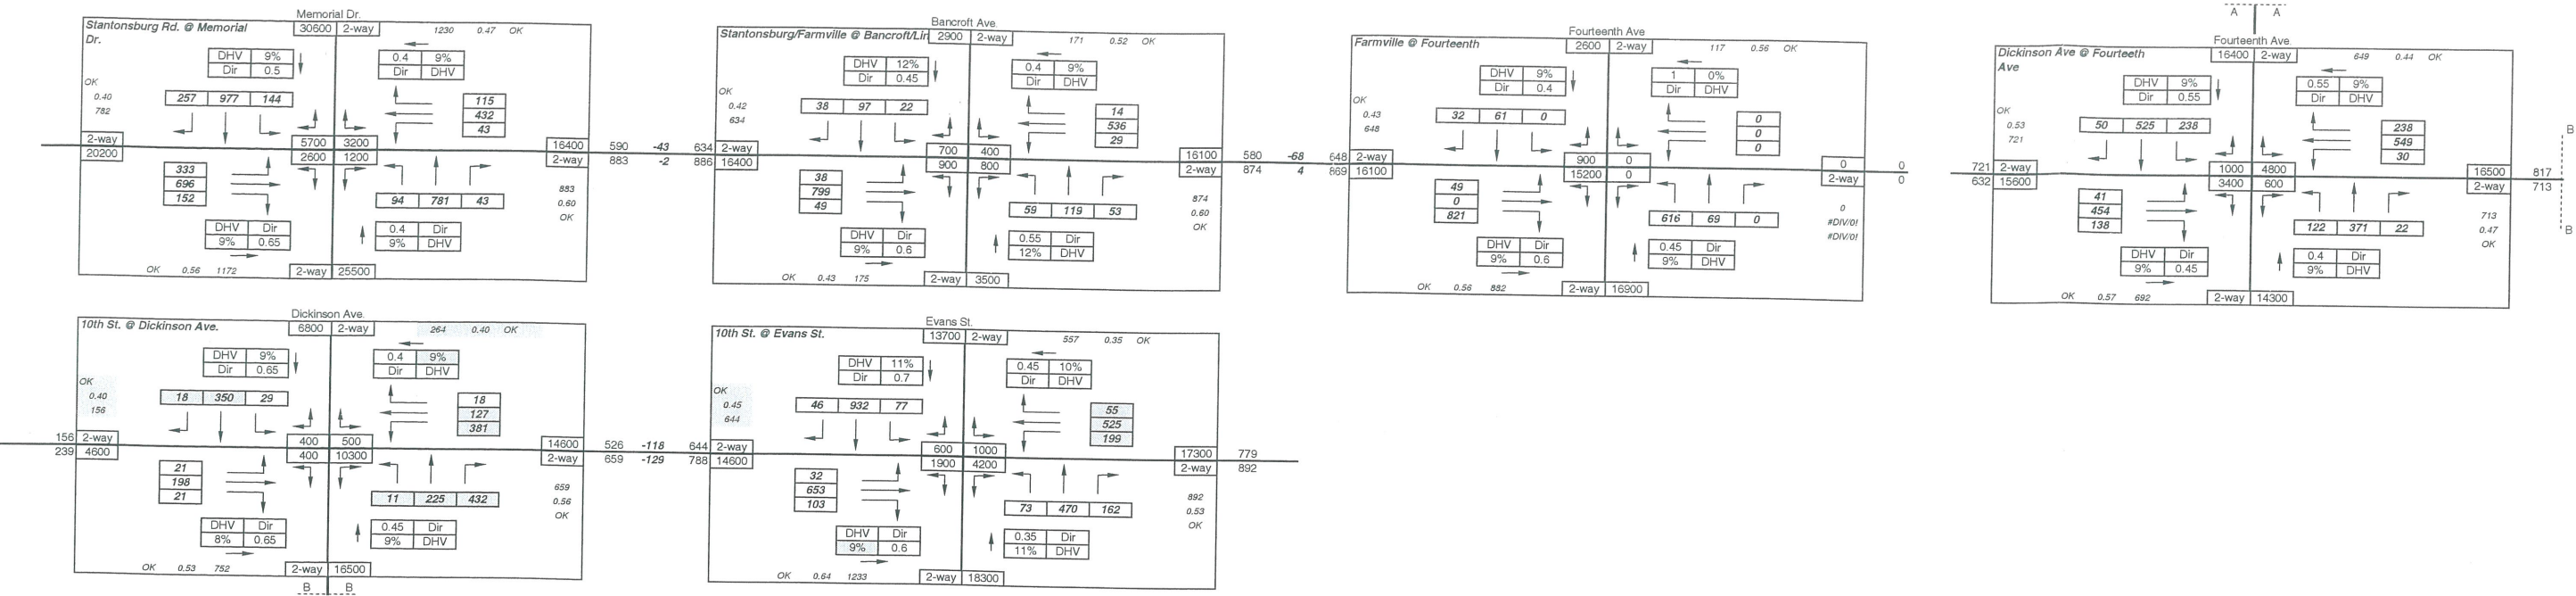 Memorial Dr.
Stantonsburg Rd. @ Memorial Dr.
30600 2-way
1230 0.47 OK
DHV 9%
Dir 0.5
0.4 9%
Dir DHV
OK
0.40
782
257 977 144
115
432
43
2-way
20200
5700 3200
2600 1200
16400
2-way
333
696
152
94 781 43
883
0.60
OK
DHV Dir
9% 0.65
0.4 Dir
9% DHV
OK 0.56 1172
2-way 25500
590 -43 634
883 -2 886
Bancroft Ave.
Stantonsburg/Farmville @ Bancroft/Lin
2900 2-way
171 0.52 OK
DHV 12%
Dir 0.45
0.4 9%
Dir DHV
OK
0.42
634
38 97 22
14
536
29
2-way
16400
700 400
900 800
16100
2-way
38
799
49
59 119 53
874
0.60
OK
DHV Dir
9% 0.6
0.55 Dir
12% DHV
OK 0.43 175
2-way 3500
580 -68 648
874 4 869
Fourteenth Ave
Farmville @ Fourteenth
2600 2-way
117 0.56 OK
DHV 9%
Dir 0.4
1 0%
Dir DHV
OK
0.43
648
32 61 0
0
0
0
2-way
16100
900 0
15200 0
0
2-way
49
0
821
616 69 0
0
#DIV/0!
#DIV/0!
DHV Dir
9% 0.6
0.45 Dir
9% DHV
OK 0.56 882
2-way 16900
0
0
A A
Fourteenth Ave.
Dickinson Ave @ Fourteeth Ave
16400 2-way
649 0.44 OK
DHV 9%
Dir 0.55
0.55 9%
Dir DHV
OK
0.53
721
50 525 238
238
549
30
721 2-way
632 15600
1000 4800
3400 600
16500
2-way
41
454
138
122 371 22
713
0.47
OK
DHV Dir
9% 0.45
0.4 Dir
9% DHV
OK 0.57 692
2-way 14300
817
713
B
B
Dickinson Ave.
10th St. @ Dickinson Ave.
6800 2-way
264 0.40 OK
DHV 9%
Dir 0.65
0.4 9%
Dir DHV
OK
0.40
156
18 350 29
18
127
381
156 2-way
239 4600
400 500
400 10300
14600
2-way
21
198
21
11 225 432
659
0.56
OK
DHV Dir
8% 0.65
0.45 Dir
9% DHV
OK 0.53 752
2-way 16500
B B
526 -118 644
659 -129 788
Evans St.
10th St. @ Evans St.
13700 2-way
557 0.35 OK
DHV 11%
Dir 0.7
0.45 10%
Dir DHV
OK
0.45
644
46 932 77
55
525
199
2-way
14600
600 1000
1900 4200
17300
2-way
32
653
103
73 470 162
892
0.53
OK
DHV Dir
9% 0.6
0.35 Dir
11% DHV
OK 0.64 1233
2-way 18300
779
892